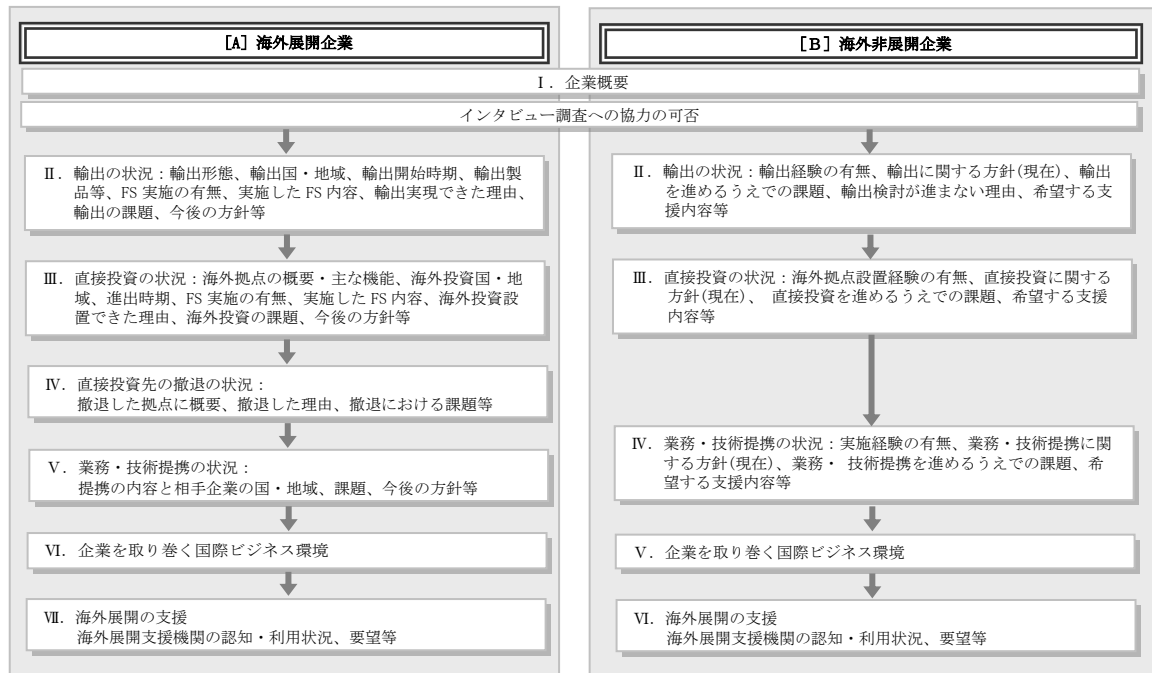 [A] 海外展開企業
[B] 海外非展開企業
Ⅰ. 企業概要
インタビュー調査への協力の可否
Ⅱ. 輸出の状況：輸出形態、輸出国・地域、輸出開始時期、輸出製
品等、FS 実施の有無、実施した FS 内容、輸出実現できた理由、
輸出の課題、今後の方針等
Ⅲ. 直接投資の状況：海外拠点の概要・主な機能、海外投資国・地
域、進出時期、FS 実施の有無、実施した FS 内容、海外投資設
置できた理由、海外投資の課題、今後の方針等
Ⅳ. 直接投資先の撤退の状況：
撤退した拠点に概要、撤退した理由、撤退における課題等
Ⅴ. 業務・技術提携の状況：
提携の内容と相手企業の国・地域、課題、今後の方針等
Ⅵ. 企業を取り巻く国際ビジネス環境
Ⅶ. 海外展開の支援
海外展開支援機関の認知・利用状況、要望等
Ⅱ. 輸出の状況：輸出経験の有無、輸出に関する方針(現在)、輸出
を進めるうえでの課題、輸出検討が進まない理由、希望する支
援内容等
Ⅲ. 直接投資の状況：海外拠点設置経験の有無、直接投資に関する
方針(現在)、 直接投資を進めるうえでの課題、希望する支援
内容等
Ⅳ. 業務・技術提携の状況：実施経験の有無、業務・技術提携に関
する方針(現在)、業務・ 技術提携を進めるうえでの課題、希
望する支援内容等
Ⅴ. 企業を取り巻く国際ビジネス環境
Ⅵ. 海外展開の支援
海外展開支援機関の認知・利用状況、要望等